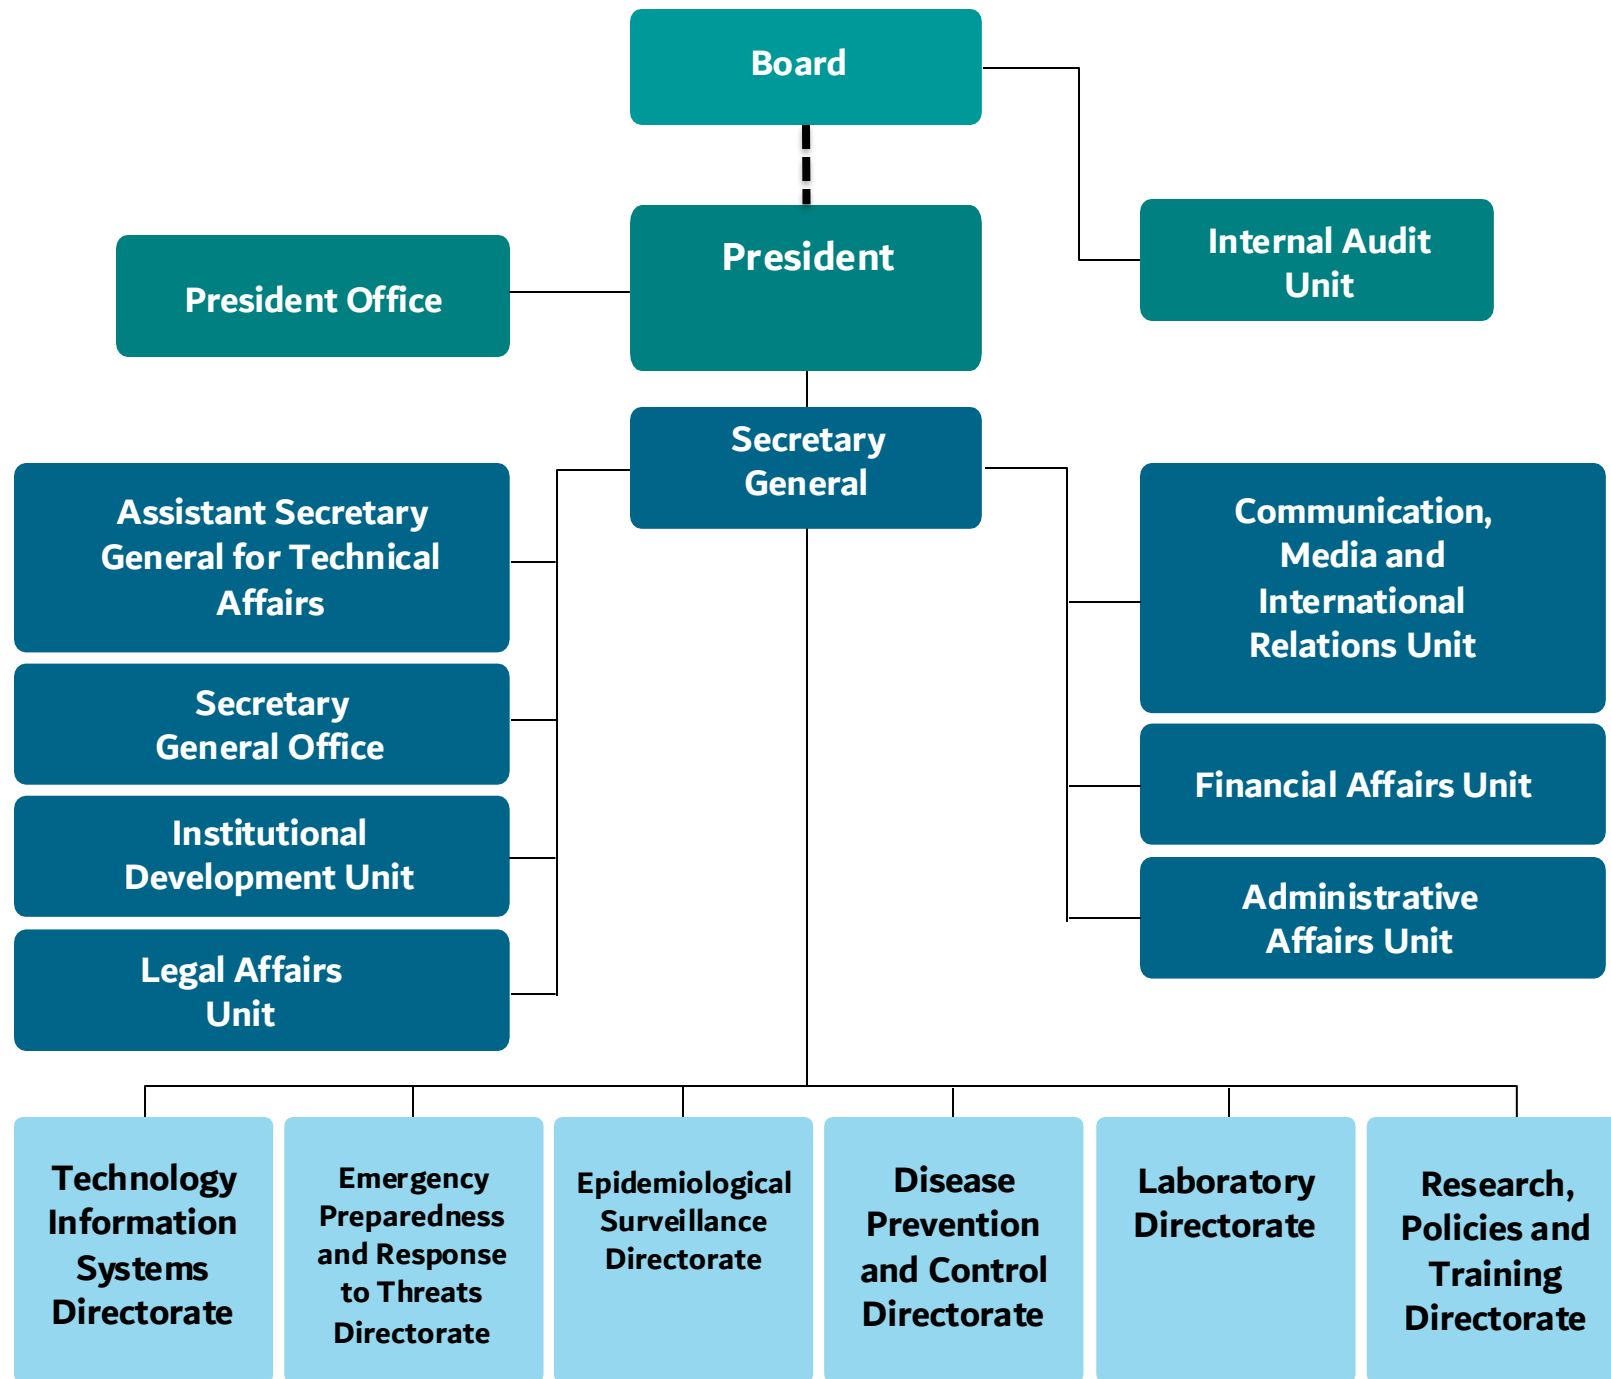 Board
President
Internal Audit
Unit
President Office
Secretary
General
Assistant Secretary
General for Technical
Affairs
Secretary
General Office
Institutional
Development Unit
Legal Affairs
Unit
Communication,
Media and
International
Relations Unit
Financial Affairs Unit
Administrative
Affairs Unit
Technology
Information
Systems
Directorate
Emergency
Preparedness
and Response
to Threats
Directorate
Epidemiological
Surveillance
Directorate
Disease
Prevention
and Control
Directorate
Laboratory
Directorate
Research,
Policies and
Training
Directorate